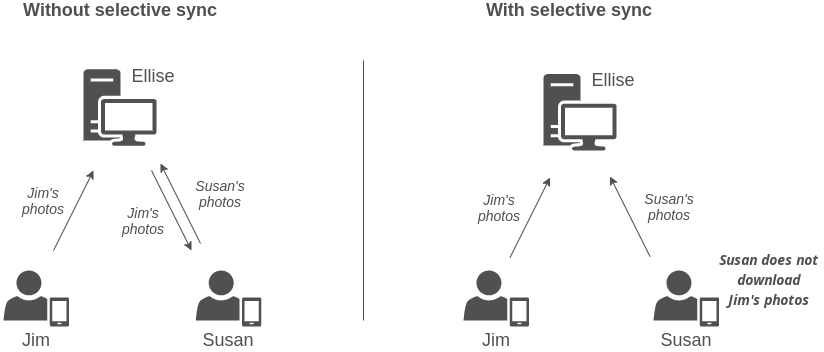 Without selective sync
Ellise
Jim's
photos
Jim's
photos
Susan's
photos
Jim
Susan
With selective sync
Ellise
Jim's
photos
Susan's
photos
Susan does not
download
Jim's photos
Jim
Susan